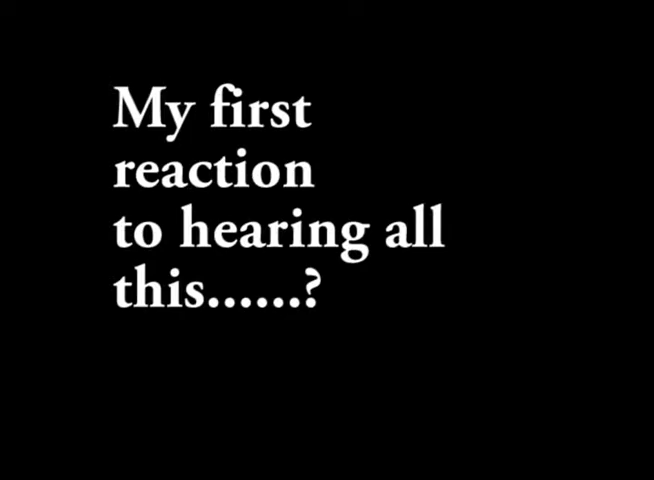 My first
reaction
to hearing all
this......?